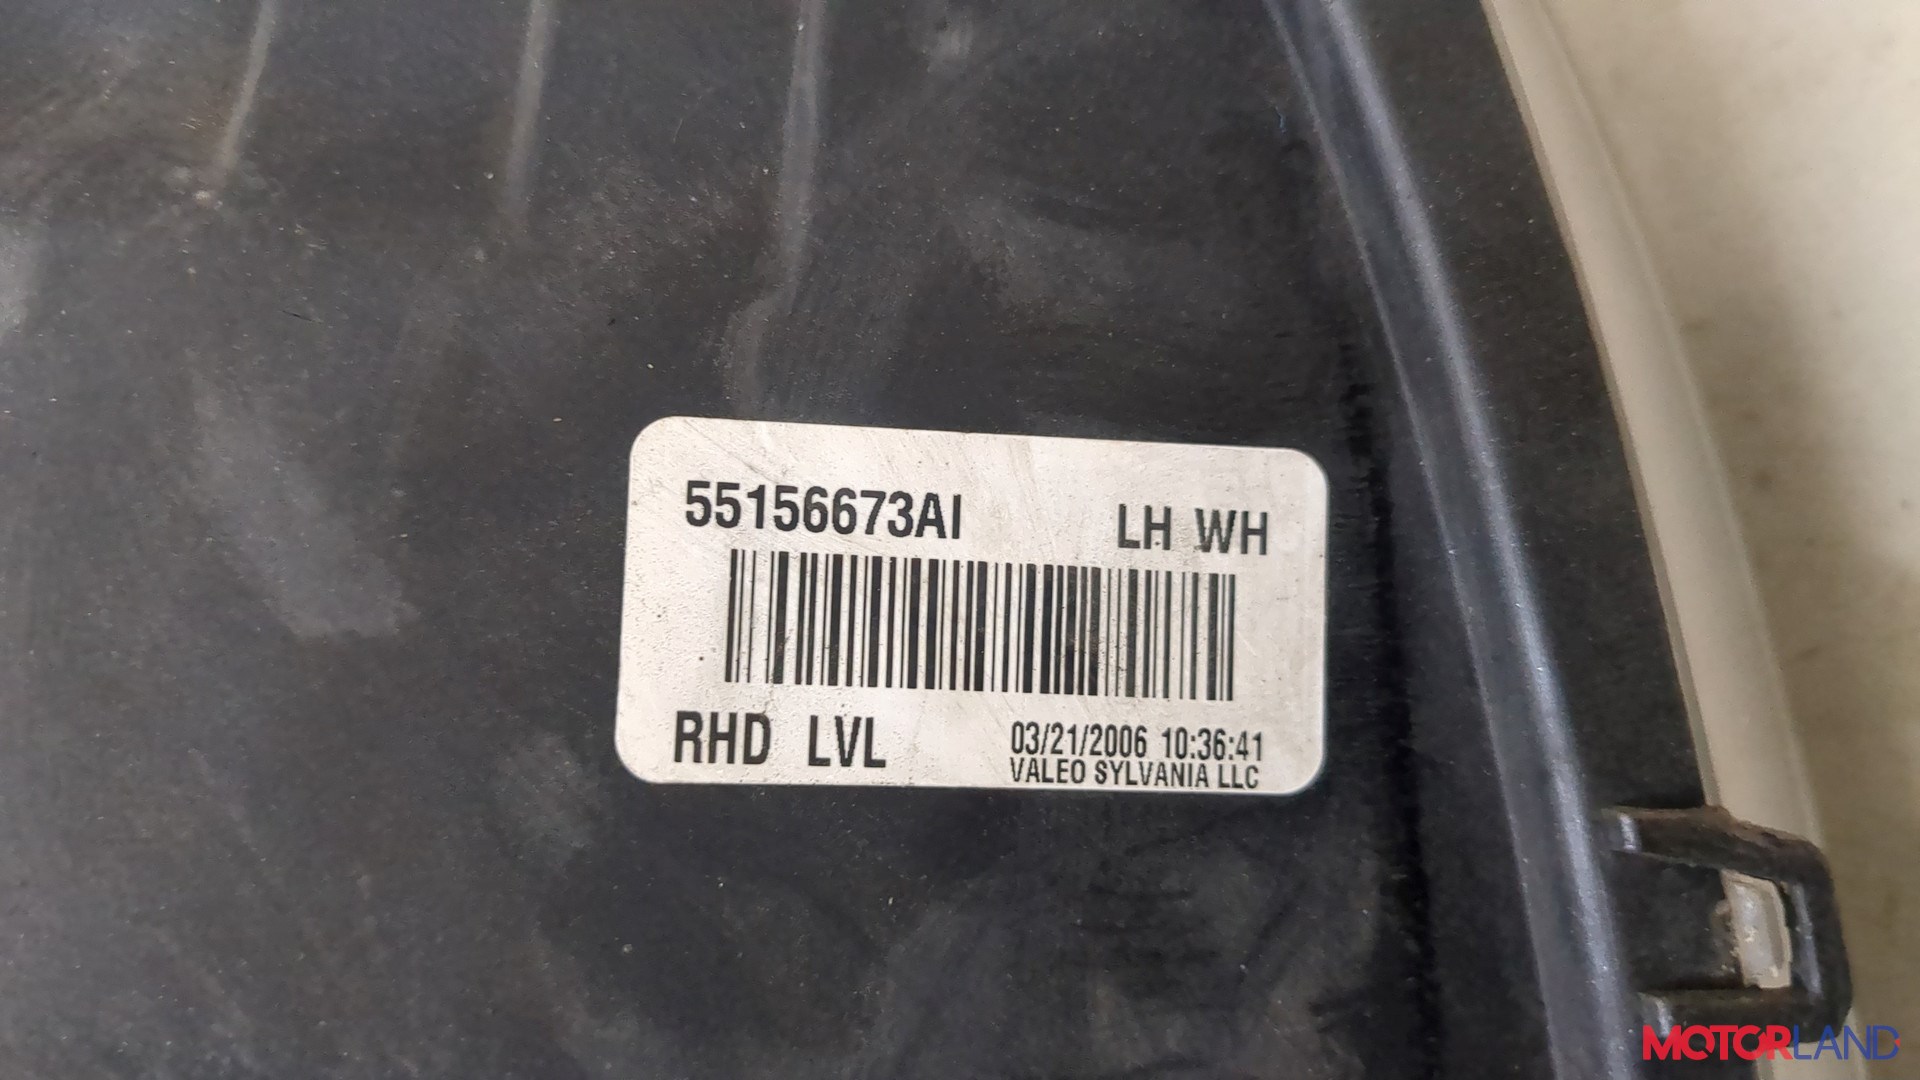 55156673AI LH WH
RHD LVL 03/21/2006 10:36:41
VALEO SYLVANIA LLC
MOTORLAND